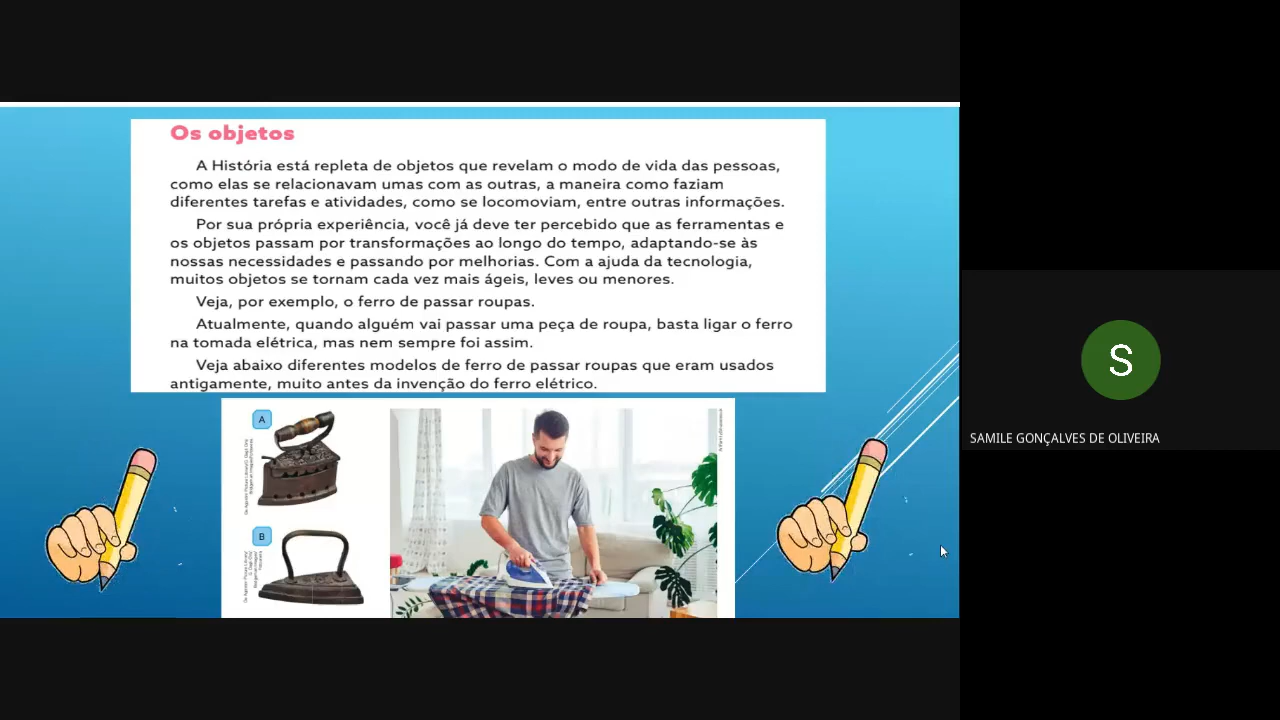 Os objetos
A História está repleta de objetos que revelam o modo de vida das pessoas,
como elas se relacionavam umas com as outras, a maneira como faziam
diferentes tarefas e atividades, como se locomoviam, entre outras informações.
Por sua própria experiência, você já deve ter percebido que as ferramentas e
os objetos passam por transformações ao longo do tempo, adaptando-se às
nossas necessidades e passando por melhorias. Com a ajuda da tecnologia,
muitos objetos se tornam cada vez mais ágeis, leves ou menores.
Veja, por exemplo, o ferro de passar roupas.
Atualmente, quando alguém vai passar uma peça de roupa, basta ligar o ferro
na tomada elétrica, mas nem sempre foi assim.
Veja abaixo diferentes modelos de ferro de passar roupas que eram usados
antigamente, muito antes da invenção do ferro elétrico.
A
B
S
SAMILE GONÇALVES DE OLIVEIRA